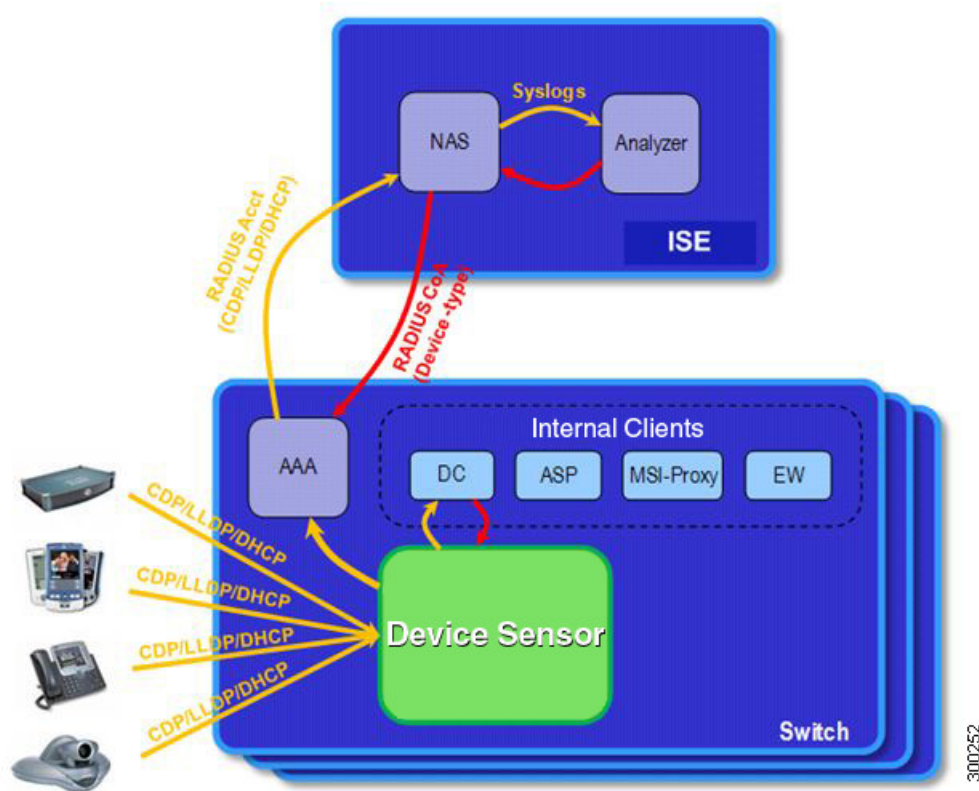 Syslogs
NAS
Analyzer
ISE
RADIUS Acct
(CDP/LLDP/DHCP)
RADIUS CoA
(Device-type)
Internal Clients
AAA
DC
ASP
MSI-Proxy
EW
CDP/LLDP/DHCP
CDP/LLDP/DHCP
CDP/LLDP/DHCP
CDP/LLDP/DHCP
Device Sensor
Switch
300252